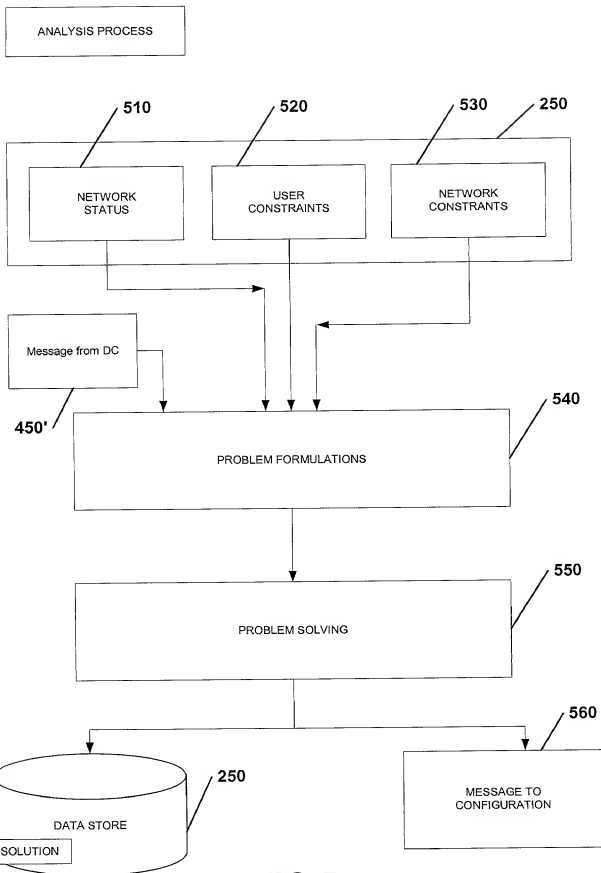 ANALYSIS PROCESS
510
520
530
250
NETWORK
STATUS
USER
CONSTRAINTS
NETWORK
CONSTRANTS
Message from DC
450'
540
PROBLEM FORMULATIONS
550
PROBLEM SOLVING
560
250
MESSAGE TO
CONFIGURATION
DATA STORE
SOLUTION